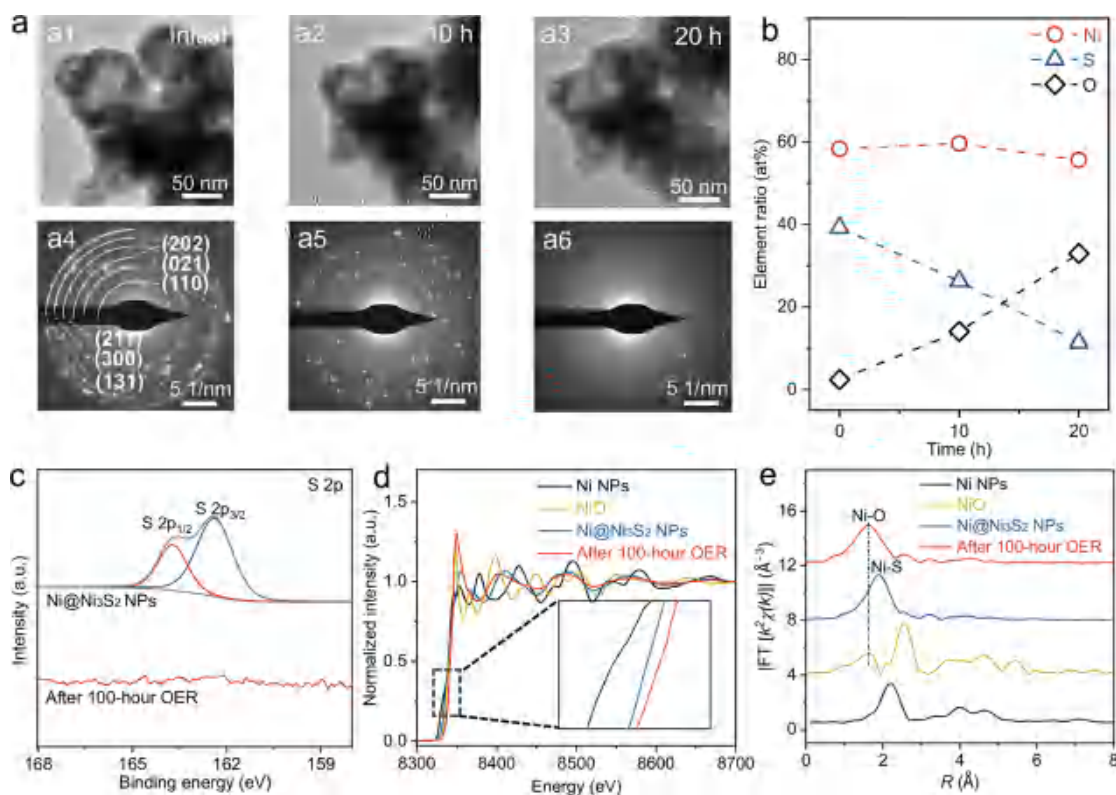 a
a1 Initial
50 nm
a2 10 h
50 nm
a3 20 h
50 nm
a4
(202)
(021)
(110)
(211)
(300)
(131)
5 1/nm
a5
5 1/nm
a6
5 1/nm
b
Ni
S
O
Element ratio (at%)
80
60
40
20
0
0 10 20
Time (h)
c
S 2p
S 2p1/2
S 2p3/2
Ni@Ni3S2 NPs
After 100-hour OER
Intensity (a.u.)
168 165 162 159
Binding energy (eV)
d
Ni NPs
NiO
Ni@Ni3S2 NPs
After 100-hour OER
Normalized intensity (a.u.)
1.5
1.0
0.5
0.0
8300 8400 8500 8600 8700
Energy (eV)
e
Ni NPs
NiO
Ni@Ni3S2 NPs
After 100-hour OER
Ni-O
Ni-S
|FT [k2χ(k)]| (Å-3)
16
12
8
4
0
0 2 4 6 8
R (Å)